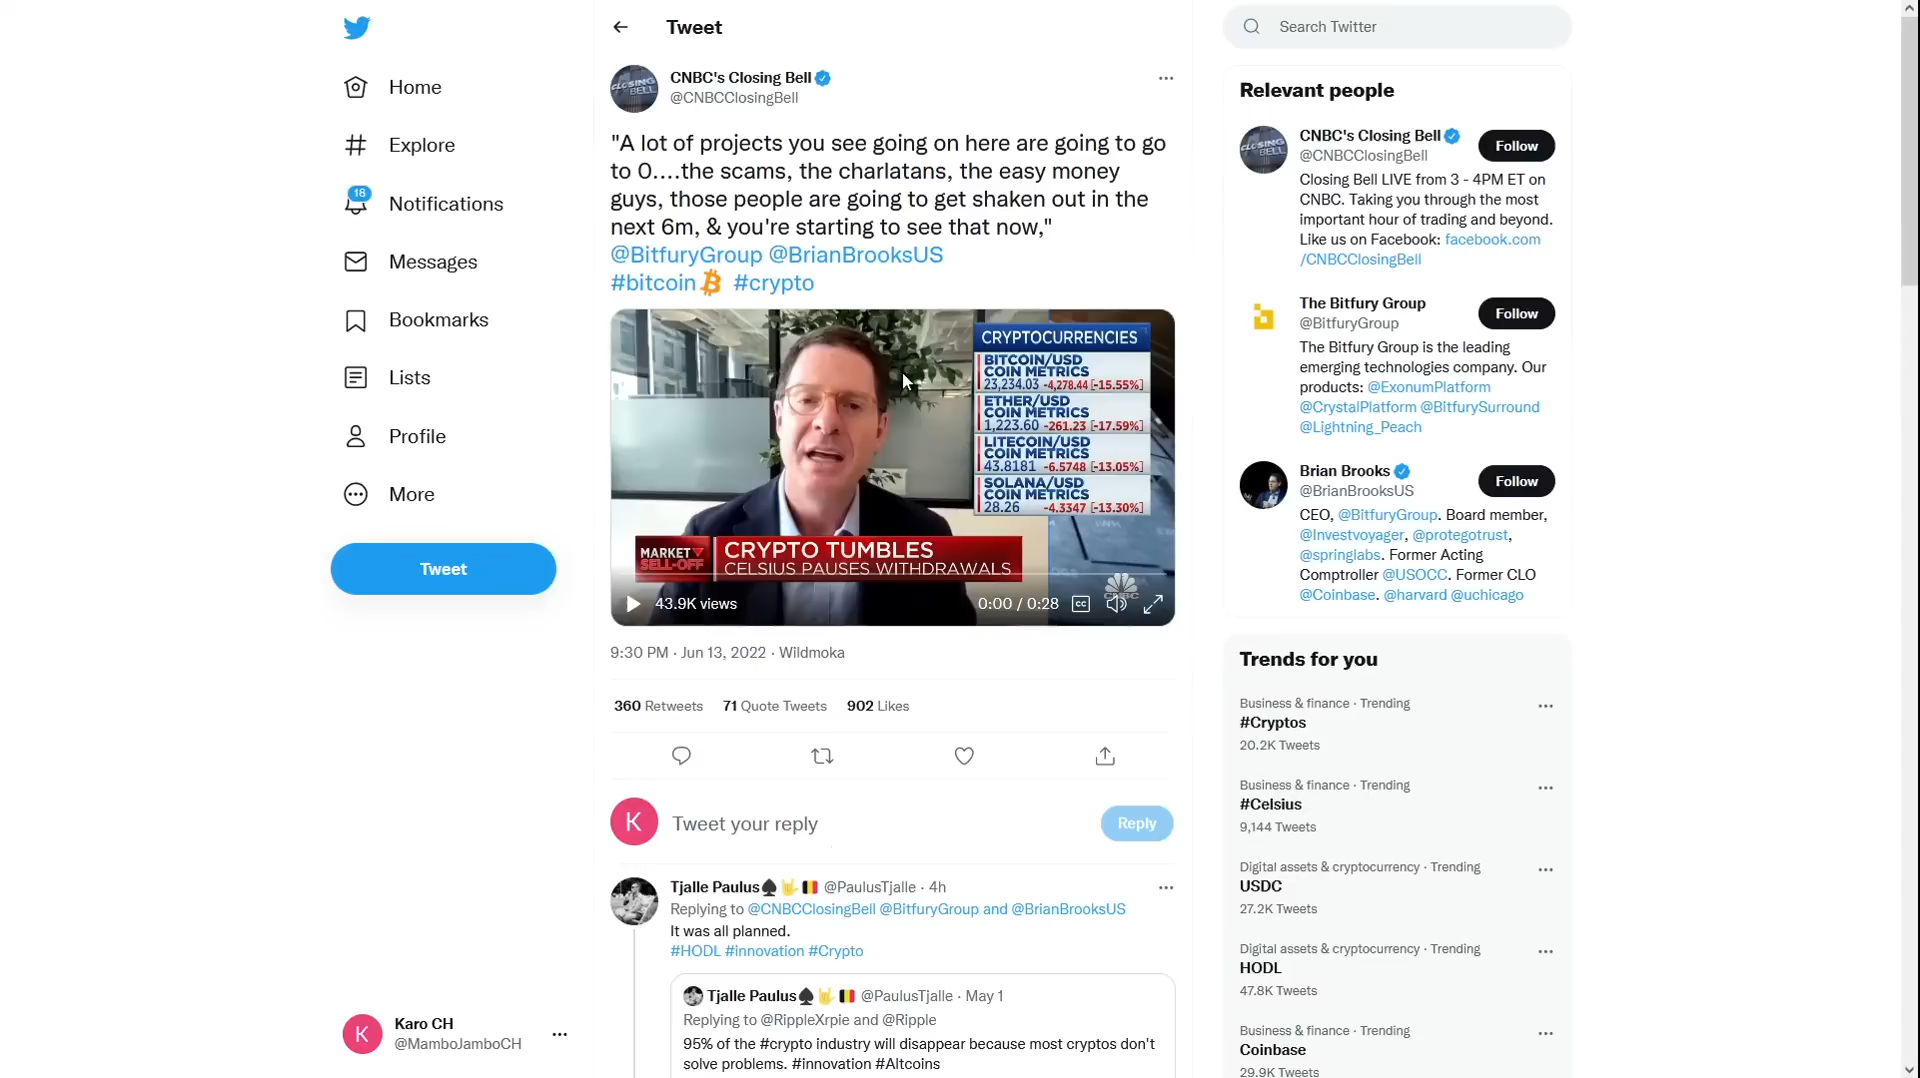 Home
Explore
18
Notifications
Messages
Bookmarks
Lists
Profile
More
Tweet
K
Karo CH
@MamboJamboCH
Tweet
CLOSING
BELL
CNBC's Closing Bell
@CNBCClosingBell
"A lot of projects you see going on here are going to go
to 0....the scams, the charlatans, the easy money
guys, those people are going to get shaken out in the
next 6m, & you're starting to see that now,"
@BitfuryGroup @BrianBrooksUS
#bitcoin #crypto
CRYPTOCURRENCIES
BITCOIN/USD
COIN METRICS
23,234.03 -4,278.44 [-15.55%]
ETHER/USD
COIN METRICS
1,223.60 -261.23 [-17.59%]
LITECOIN/USD
COIN METRICS
43.8181 -6.5748 [-13.05%]
SOLANA/USD
COIN METRICS
28.26 -4.3347 [-13.30%]
MARKET
SELL-OFF
CRYPTO TUMBLES
CELSIUS PAUSES WITHDRAWALS
CNBC
43.9K views
0:00 / 0:28
CC
9:30 PM · Jun 13, 2022 · Wildmoka
360 Retweets 71 Quote Tweets 902 Likes
K
Tweet your reply
Reply
Tjalle Paulus @PaulusTjalle · 4h
Replying to @CNBCClosingBell @BitfuryGroup and @BrianBrooksUS
It was all planned.
#HODL #innovation #Crypto
Tjalle Paulus @PaulusTjalle · May 1
Replying to @RippleXrpie and @Ripple
95% of the #crypto industry will disappear because most cryptos don't
solve problems. #innovation #Altcoins
Search Twitter
Relevant people
CLOSING
BELL
CNBC's Closing Bell
@CNBCClosingBell
Follow
Closing Bell LIVE from 3 - 4PM ET on
CNBC. Taking you through the most
important hour of trading and beyond.
Like us on Facebook: facebook.com
/CNBCClosingBell
The Bitfury Group
@BitfuryGroup
Follow
The Bitfury Group is the leading
emerging technologies company. Our
products: @ExonumPlatform
@CrystalPlatform @BitfurySurround
@Lightning_Peach
Brian Brooks
@BrianBrooksUS
Follow
CEO, @BitfuryGroup. Board member,
@Investvoyager, @protegotrust,
@springlabs. Former Acting
Comptroller @USOCC. Former CLO
@Coinbase. @harvard @uchicago
Trends for you
Business & finance · Trending
#Cryptos
20.2K Tweets
Business & finance · Trending
#Celsius
9,144 Tweets
Digital assets & cryptocurrency · Trending
USDC
27.2K Tweets
Digital assets & cryptocurrency · Trending
HODL
47.8K Tweets
Business & finance · Trending
Coinbase
29.9K Tweets